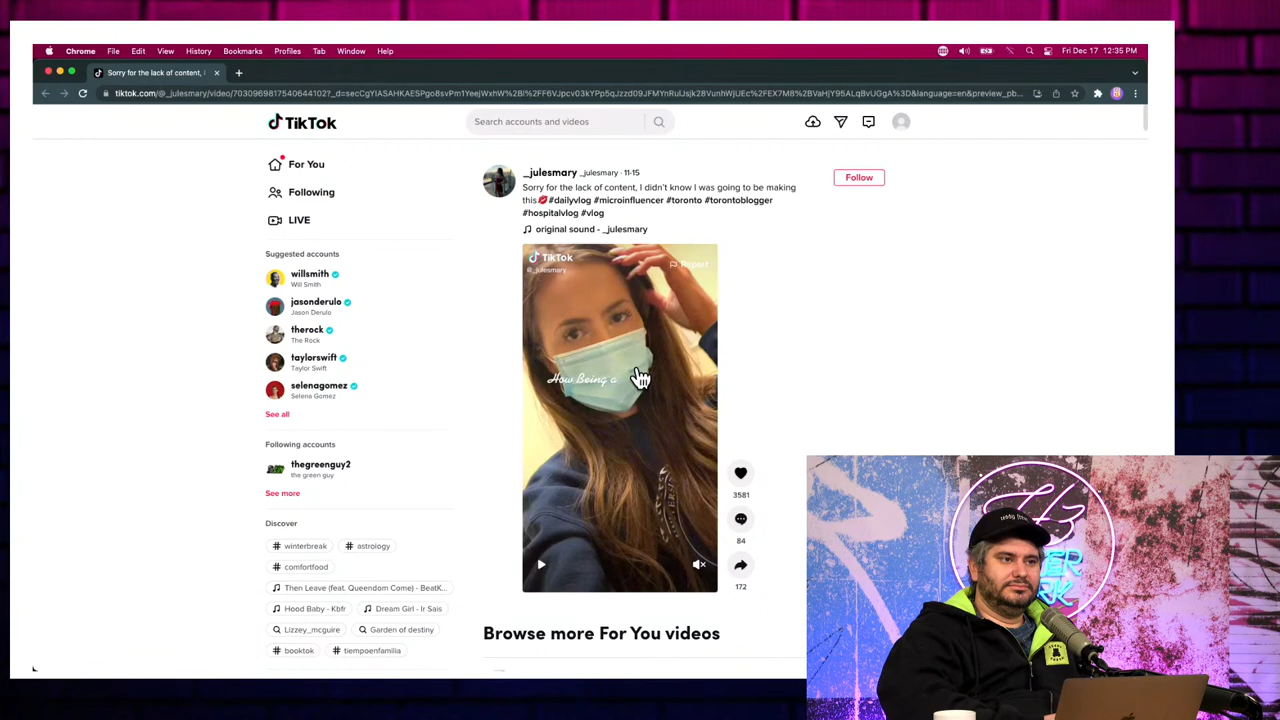 Chrome File Edit View History Bookmarks Profiles Tab Window Help Fri Dec 17 12:35 PM
Sorry for the lack of content, I
TikTok
Search accounts and videos
For You
Following
LIVE
Suggested accounts
willsmith
Will Smith
jasonderulo
Jason Derulo
therock
The Rock
taylorswift
Taylor Swift
selenagomez
Selena Gomez
See all
Following accounts
thegreenguy2
the green guy
See more
Discover
# winterbreak # astrology
# comfortfood
Then Leave (feat. Queendom Come) - BeatK...
Hood Baby - Kbfr Dream Girl - Ir Sais
Lizzey_mcguire Garden of destiny
# booktok # tiempoenfamilia
_julesmary _julesmary · 11-15
Follow
Sorry for the lack of content, I didn't know I was going to be making
this💋#dailyvlog #microinfluencer #toronto #torontoblogger
#hospitalvlog #vlog
original sound - _julesmary
TikTok
@_julesmary
Report
How Being a
3581
84
172
Browse more For You videos